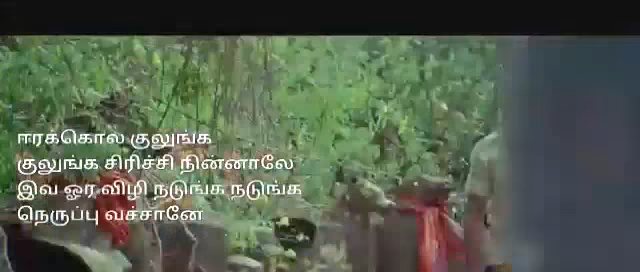 ஈரக்கொல குலுங்க
குலுங்க சிரிச்சி நின்னாலே
இவ ஓர விழி நடுங்க நடுங்க
நெருப்பு வச்சானே